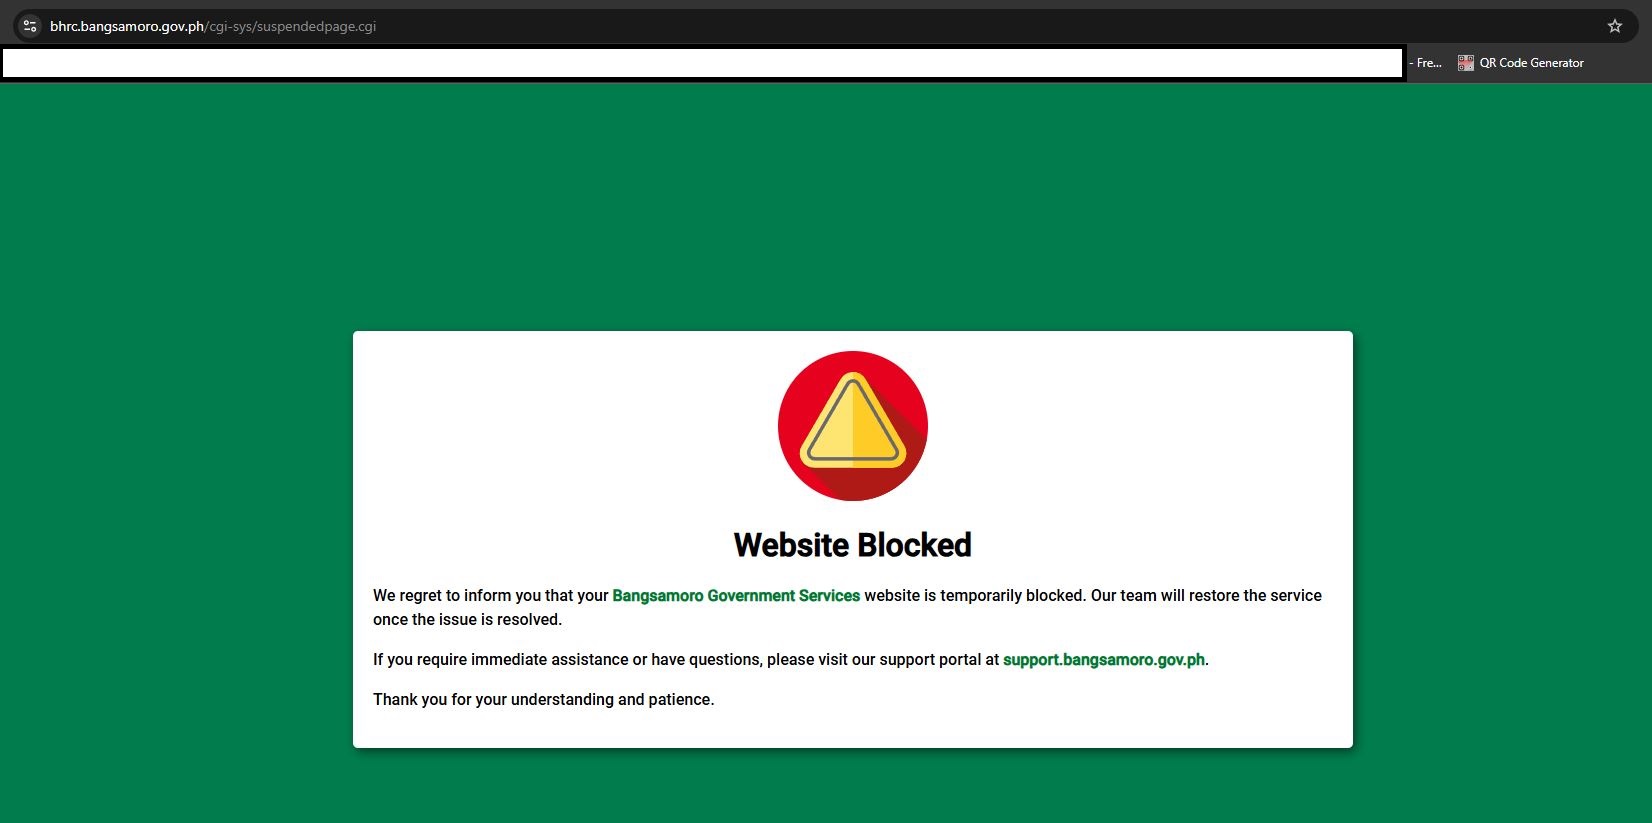 bhrc.bangsamoro.gov.ph/cgi-sys/suspendedpage.cgi
- Fre... QR Code Generator
Website Blocked
We regret to inform you that your Bangsamoro Government Services website is temporarily blocked. Our team will restore the service
once the issue is resolved.
If you require immediate assistance or have questions, please visit our support portal at support.bangsamoro.gov.ph.
Thank you for your understanding and patience.